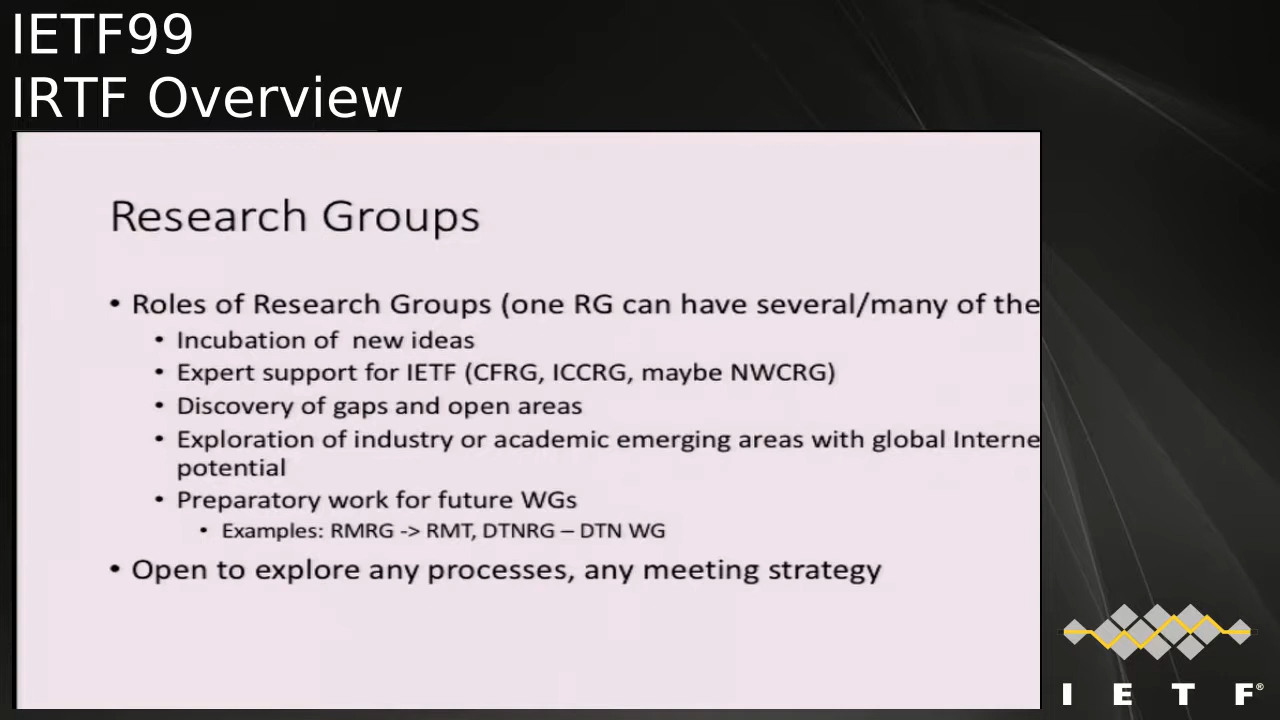 IETF99
IRTF Overview
Research Groups
• Roles of Research Groups (one RG can have several/many of the
• Incubation of new ideas
• Expert support for IETF (CFRG, ICCRG, maybe NWCRG)
• Discovery of gaps and open areas
• Exploration of industry or academic emerging areas with global Interne
potential
• Preparatory work for future WGs
• Examples: RMRG -> RMT, DTNRG – DTN WG
• Open to explore any processes, any meeting strategy
I E T F®